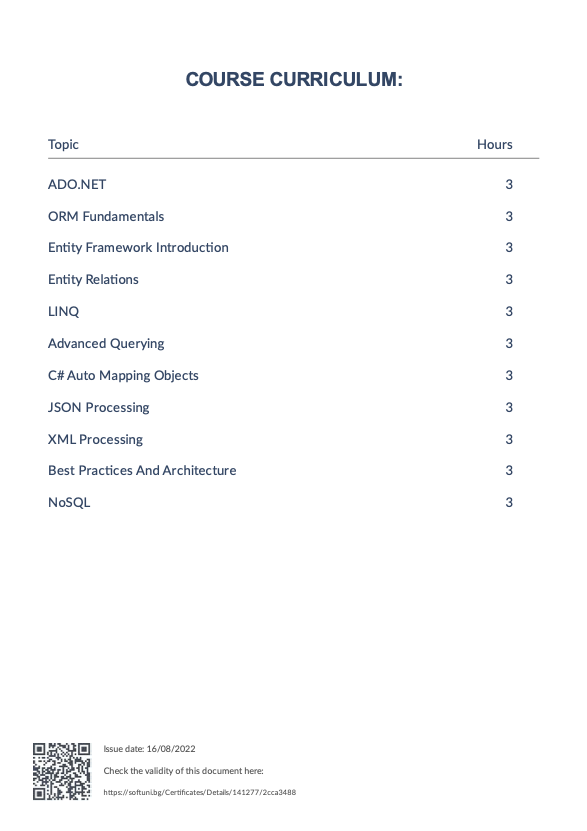 COURSE CURRICULUM:
Topic Hours
ADO.NET 3
ORM Fundamentals 3
Entity Framework Introduction 3
Entity Relations 3
LINQ 3
Advanced Querying 3
C# Auto Mapping Objects 3
JSON Processing 3
XML Processing 3
Best Practices And Architecture 3
NoSQL 3
Issue date: 16/08/2022
Check the validity of this document here:
https://softuni.bg/Certificates/Details/141277/2cca3488